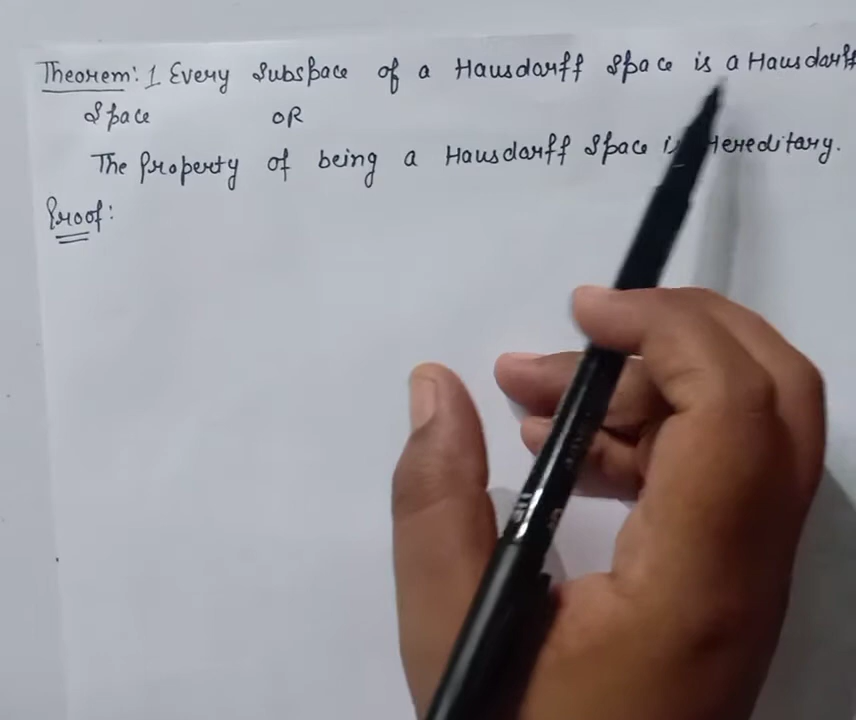 Theorem: 1 Every Subspace of a Hausdorff Space is a Hausdorff
Space OR
The Property of being a Hausdorff Space is Hereditary.
Proof: